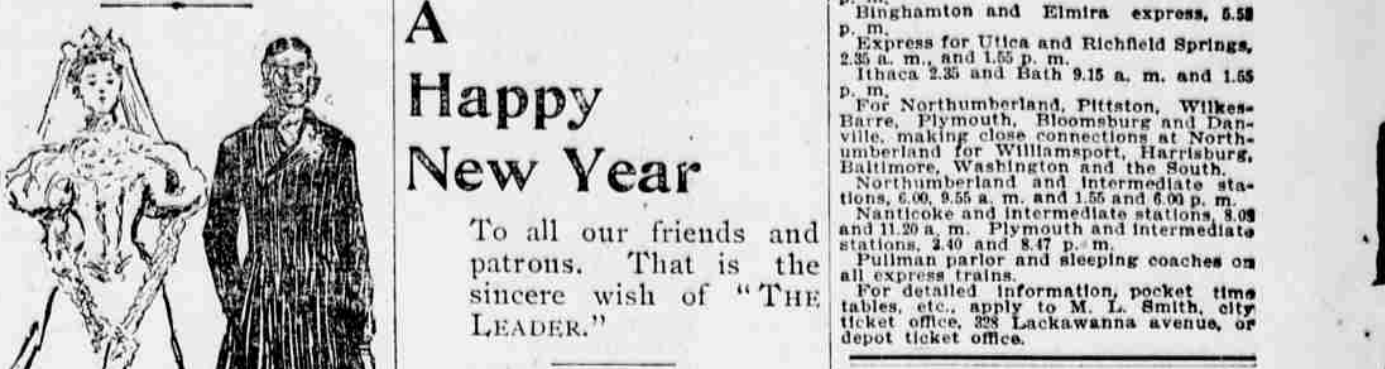 A
Happy
New Year
To all our friends and
patrons. That is the
sincere wish of "THE
LEADER."
p. m.
Binghamton and Elmira express, 5.55
p. m.
Express for Utica and Richfield Springs,
2.35 a. m., and 1.55 p. m.
Ithaca 2.35 and Bath 9.15 a. m. and 1.55
p. m.
For Northumberland, Pittston, Wilkes-
Barre, Plymouth, Bloomsburg and Dan-
ville, making close connections at North-
umberland for Williamsport, Harrisburg,
Baltimore, Washington and the South.
Northumberland and intermediate sta-
tions, 6.00, 9.55 a. m. and 1.55 and 6.00 p. m.
Nanticoke and intermediate stations, 8.08
and 11.20 a. m. Plymouth and intermediate
stations, 3.40 and 8.47 p. m.
Pullman parlor and sleeping coaches on
all express trains.
For detailed information, pocket time
tables, etc., apply to M. L. Smith, city
ticket office, 328 Lackawanna avenue, or
depot ticket office.